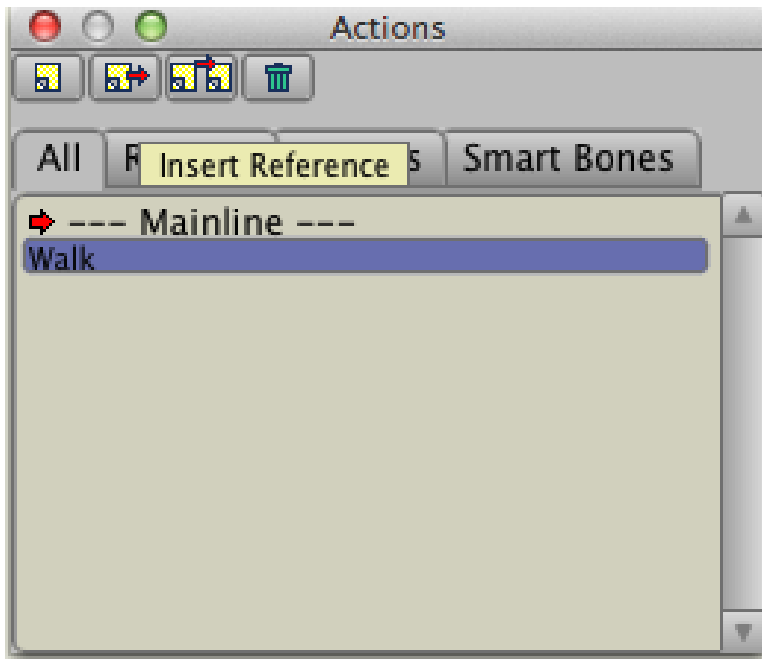 Actions
All
Insert Reference
Smart Bones
--- Mainline ---
Walk